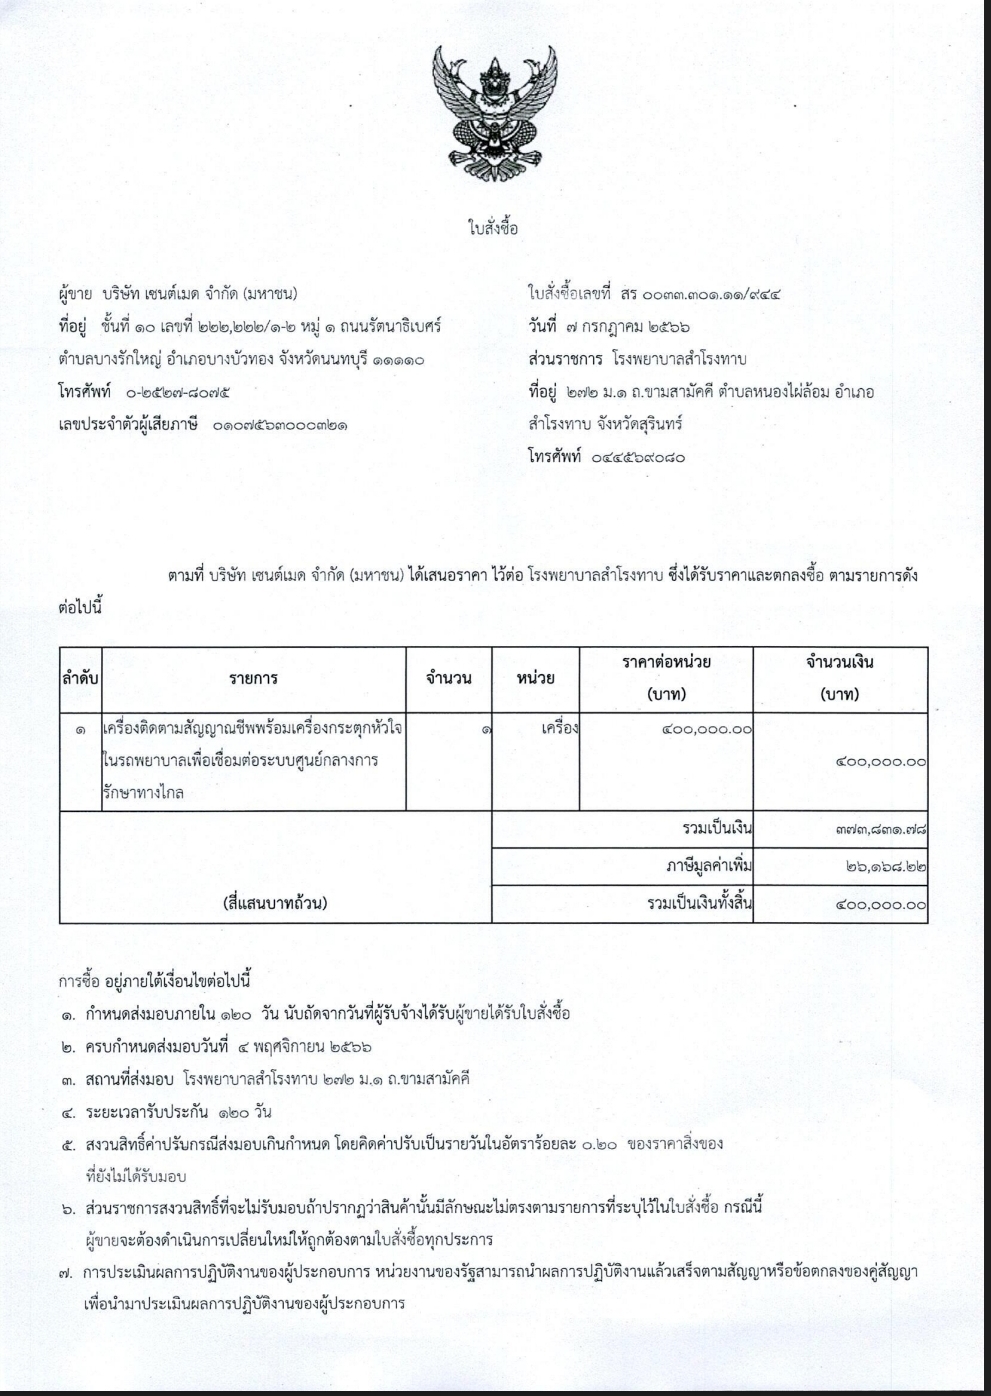 ใบสั่งซื้อ
ผู้ขาย บริษัท เซนต์เมด จำกัด (มหาชน)
ที่อยู่ ชั้นที่ ๑๐ เลขที่ ๒๒๒,๒๒๒/๑-๒ หมู่ ๑ ถนนรัตนาธิเบศร์
ตำบลบางรักใหญ่ อำเภอบางบัวทอง จังหวัดนนทบุรี ๑๑๑๑๐
โทรศัพท์ ๐-๒๕๒๗-๘๐๗๕
เลขประจำตัวผู้เสียภาษี ๐๑๐๗๕๖๓๐๐๐๓๒๑
ใบสั่งซื้อเลขที่ สร ๐๐๓๓.๓๐๑.๑๑/๙๔๔
วันที่ ๗ กรกฎาคม ๒๕๖๖
ส่วนราชการ โรงพยาบาลสำโรงทาบ
ที่อยู่ ๒๗๒ ม.๑ ถ.ขามสามัคคี ตำบลหนองไผ่ล้อม อำเภอ
สำโรงทาบ จังหวัดสุรินทร์
โทรศัพท์ ๐๔๔๕๖๙๐๘๐
ตามที่ บริษัท เซนต์เมด จำกัด (มหาชน) ได้เสนอราคา ไว้ต่อ โรงพยาบาลสำโรงทาบ ซึ่งได้รับราคาและตกลงซื้อ ตามรายการดัง
ต่อไปนี้
ลำดับ รายการ จำนวน หน่วย ราคาต่อหน่วย (บาท) จำนวนเงิน (บาท)
๑ เครื่องติดตามสัญญาณชีพพร้อมเครื่องกระตุกหัวใจ ๑ เครื่อง ๔๐๐,๐๐๐.๐๐
ในรถพยาบาลเพื่อเชื่อมต่อระบบศูนย์กลางการ ๔๐๐,๐๐๐.๐๐
รักษาทางไกล
รวมเป็นเงิน ๓๗๓,๘๓๑.๗๘
ภาษีมูลค่าเพิ่ม ๒๖,๑๖๘.๒๒
(สี่แสนบาทถ้วน) รวมเป็นเงินทั้งสิ้น ๔๐๐,๐๐๐.๐๐
การซื้อ อยู่ภายใต้เงื่อนไขต่อไปนี้
๑. กำหนดส่งมอบภายใน ๑๒๐ วัน นับถัดจากวันที่ผู้รับจ้างได้รับผู้ขายได้รับใบสั่งซื้อ
๒. ครบกำหนดส่งมอบวันที่ ๔ พฤศจิกายน ๒๕๖๖
๓. สถานที่ส่งมอบ โรงพยาบาลสำโรงทาบ ๒๗๒ ม.๑ ถ.ขามสามัคคี
๔. ระยะเวลารับประกัน ๑๒๐ วัน
๕. สงวนสิทธิ์ค่าปรับกรณีส่งมอบเกินกำหนด โดยคิดค่าปรับเป็นรายวันในอัตราร้อยละ ๐.๒๐ ของราคาสิ่งของ
ที่ยังไม่ได้รับมอบ
๖. ส่วนราชการสงวนสิทธิ์ที่จะไม่รับมอบถ้าปรากฏว่าสินค้านั้นมีลักษณะไม่ตรงตามรายการที่ระบุไว้ในใบสั่งซื้อ กรณีนี้
ผู้ขายจะต้องดำเนินการเปลี่ยนใหม่ให้ถูกต้องตามใบสั่งซื้อทุกประการ
๗. การประเมินผลการปฏิบัติงานของผู้ประกอบการ หน่วยงานของรัฐสามารถนำผลการปฏิบัติงานแล้วเสร็จตามสัญญาหรือข้อตกลงของคู่สัญญา
เพื่อนำมาประเมินผลการปฏิบัติงานของผู้ประกอบการ